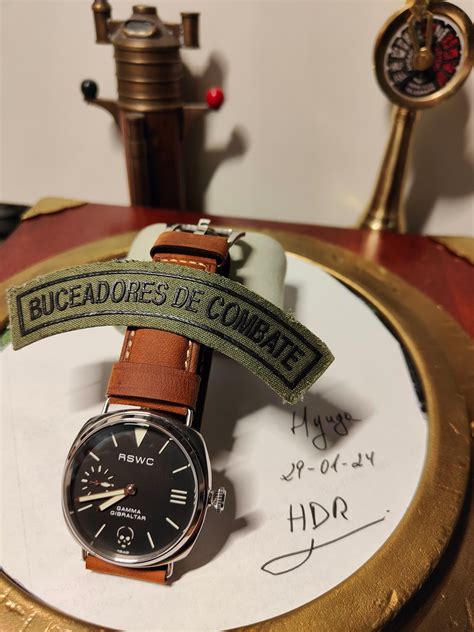 BUCEADORES DE COMBATE
RSWC
GAMMA
GIBRALTAR
Hyuga
29-01-24
HDR